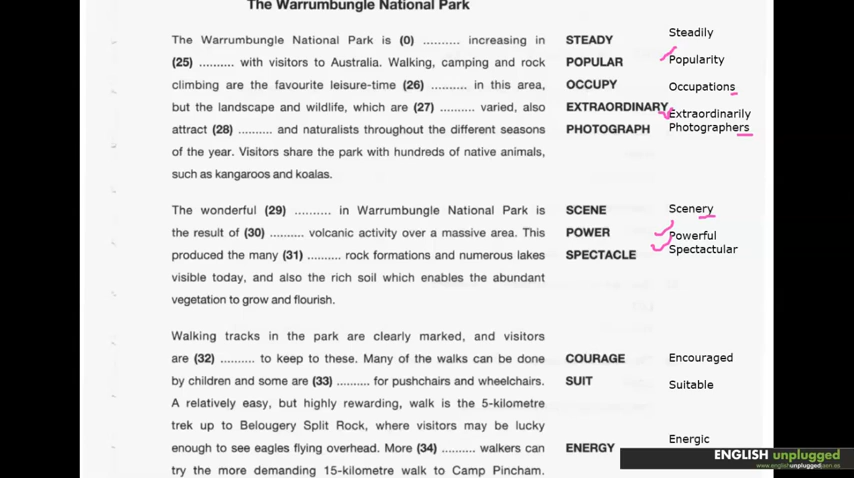 The Warrumbungle National Park
The Warrumbungle National Park is (0) .......... increasing in STEADY Steadily
(25) .......... with visitors to Australia. Walking, camping and rock POPULAR Popularity
climbing are the favourite leisure-time (26) .......... in this area, OCCUPY Occupations
but the landscape and wildlife, which are (27) .......... varied, also EXTRAORDINARY Extraordinarily
attract (28) .......... and naturalists throughout the different seasons PHOTOGRAPH Photographers
of the year. Visitors share the park with hundreds of native animals,
such as kangaroos and koalas.
The wonderful (29) .......... in Warrumbungle National Park is SCENE Scenery
the result of (30) .......... volcanic activity over a massive area. This POWER Powerful
produced the many (31) .......... rock formations and numerous lakes SPECTACLE Spectactular
visible today, and also the rich soil which enables the abundant
vegetation to grow and flourish.
Walking tracks in the park are clearly marked, and visitors
are (32) .......... to keep to these. Many of the walks can be done COURAGE Encouraged
by children and some are (33) .......... for pushchairs and wheelchairs. SUIT Suitable
A relatively easy, but highly rewarding, walk is the 5-kilometre
trek up to Belougery Split Rock, where visitors may be lucky
enough to see eagles flying overhead. More (34) .......... walkers can ENERGY Energic
try the more demanding 15-kilometre walk to Camp Pincham.
ENGLISH unplugged
www.englishunpluggedjaen.es